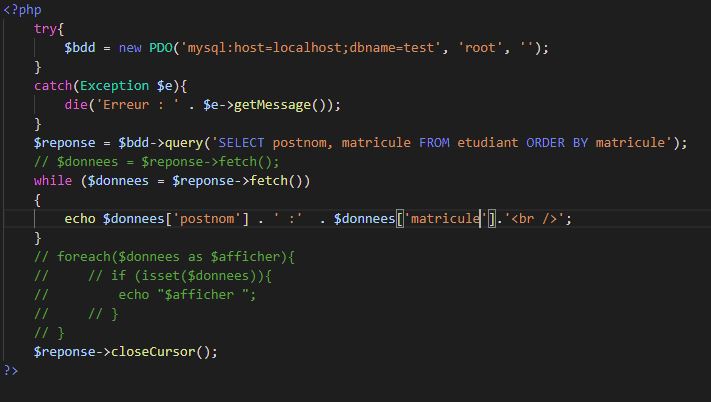 <?php
    try{
        $bdd = new PDO('mysql:host=localhost;dbname=test', 'root', '');
    }
    catch(Exception $e){
        die('Erreur : ' . $e->getMessage());
    }
    $reponse = $bdd->query('SELECT postnom, matricule FROM etudiant ORDER BY matricule');
    // $donnees = $reponse->fetch();
    while ($donnees = $reponse->fetch())
    {
        echo $donnees['postnom'] . ' :'  . $donnees['matricule'].'<br />';
    }
    // foreach($donnees as $afficher){
    //     // if (isset($donnees)){
    //         echo "$afficher ";
    //     // }
    // }
    $reponse->closeCursor();
?>